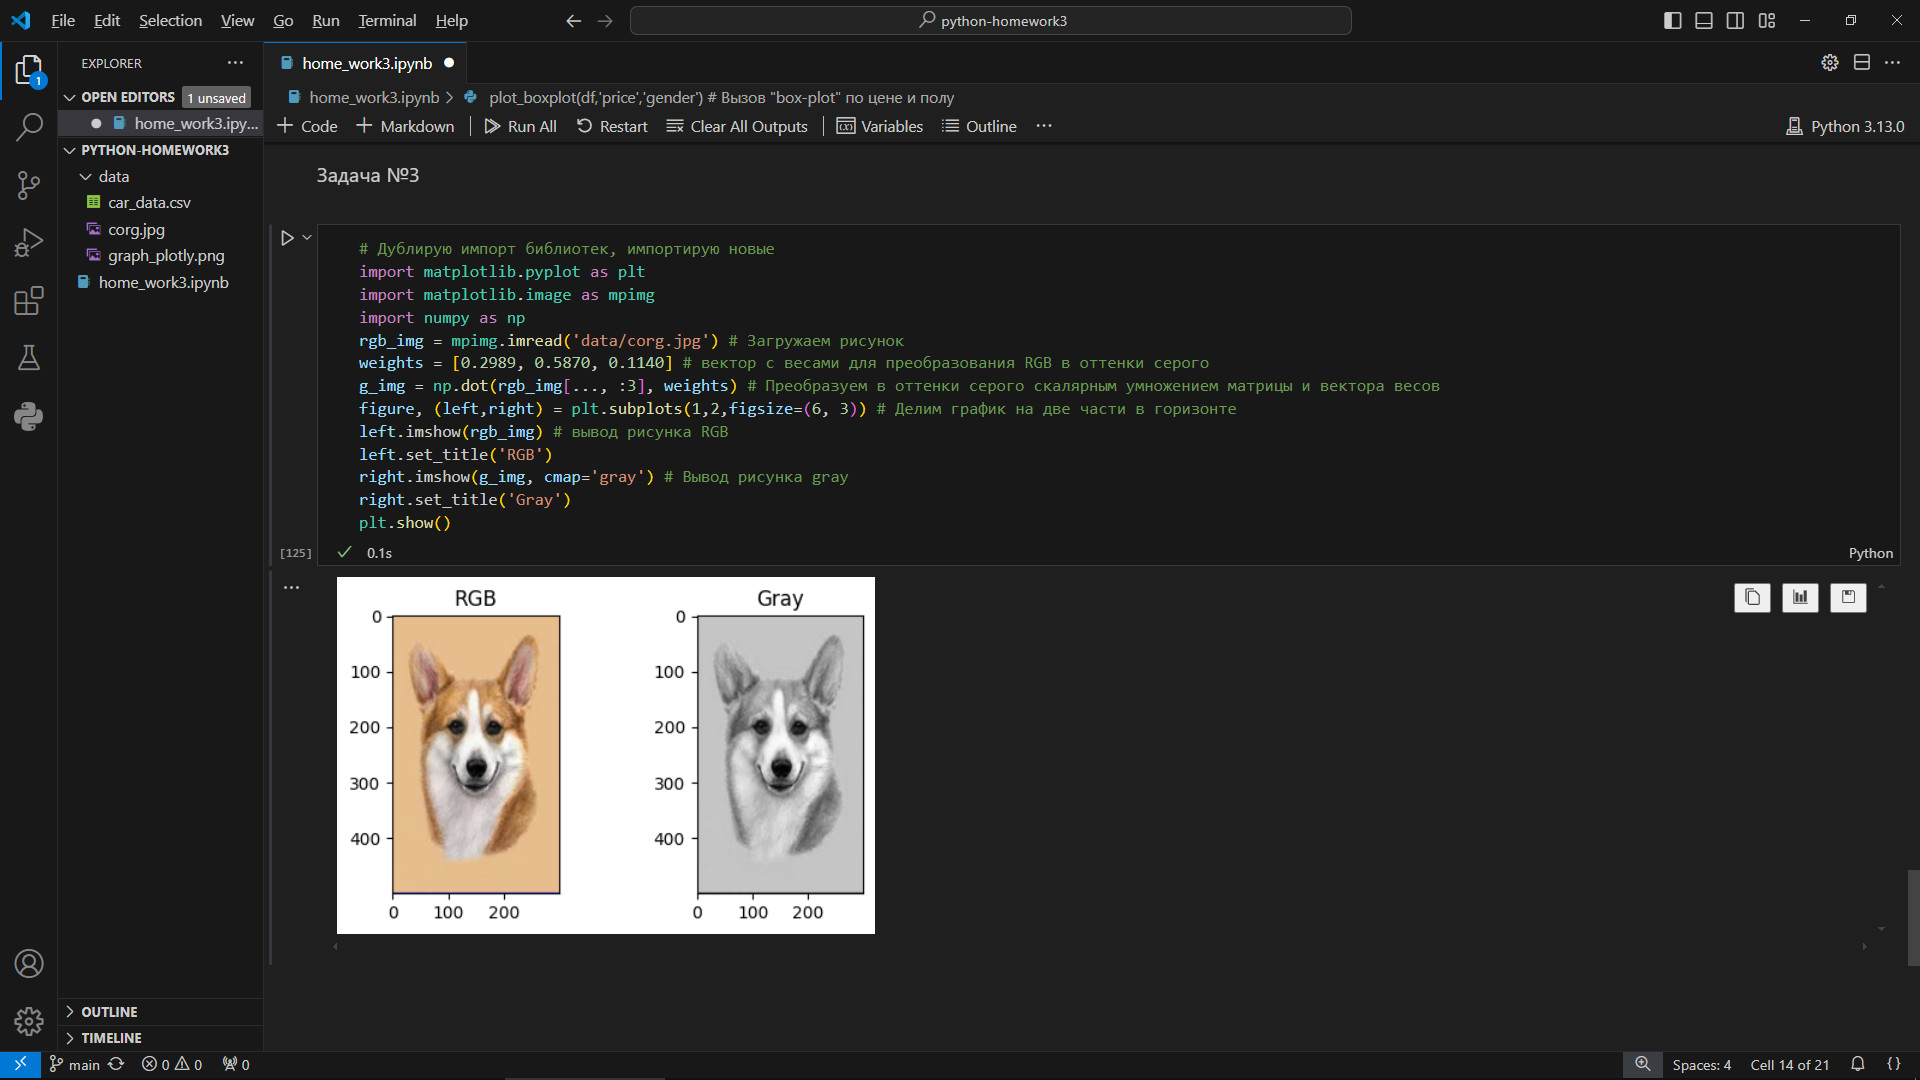 File Edit Selection View Go Run Terminal Help
python-homework3
EXPLORER
home_work3.ipynb
OPEN EDITORS 1 unsaved
home_work3.ipy...
PYTHON-HOMEWORK3
data
car_data.csv
corg.jpg
graph_plotly.png
home_work3.ipynb
home_work3.ipynb > plot_boxplot(df,'price','gender') # Вызов "box-plot" по цене и полу
Code Markdown Run All Restart Clear All Outputs Variables Outline ... Python 3.13.0
Задача №3
# Дублирую импорт библиотек, импортирую новые
import matplotlib.pyplot as plt
import matplotlib.image as mpimg
import numpy as np
rgb_img = mpimg.imread('data/corg.jpg') # Загружаем рисунок
weights = [0.2989, 0.5870, 0.1140] # вектор с весами для преобразования RGB в оттенки серого
g_img = np.dot(rgb_img[..., :3], weights) # Преобразуем в оттенки серого скалярным умножением матрицы и вектора весов
figure, (left,right) = plt.subplots(1,2,figsize=(6, 3)) # Делим график на две части в горизонте
left.imshow(rgb_img) # вывод рисунка RGB
left.set_title('RGB')
right.imshow(g_img, cmap='gray') # Вывод рисунка gray
right.set_title('Gray')
plt.show()
[125] 0.1s Python
RGB
0
100
200
300
400
0 100 200
Gray
0
100
200
300
400
0 100 200
OUTLINE
TIMELINE
1
main 0 0 0 Spaces: 4 Cell 14 of 21